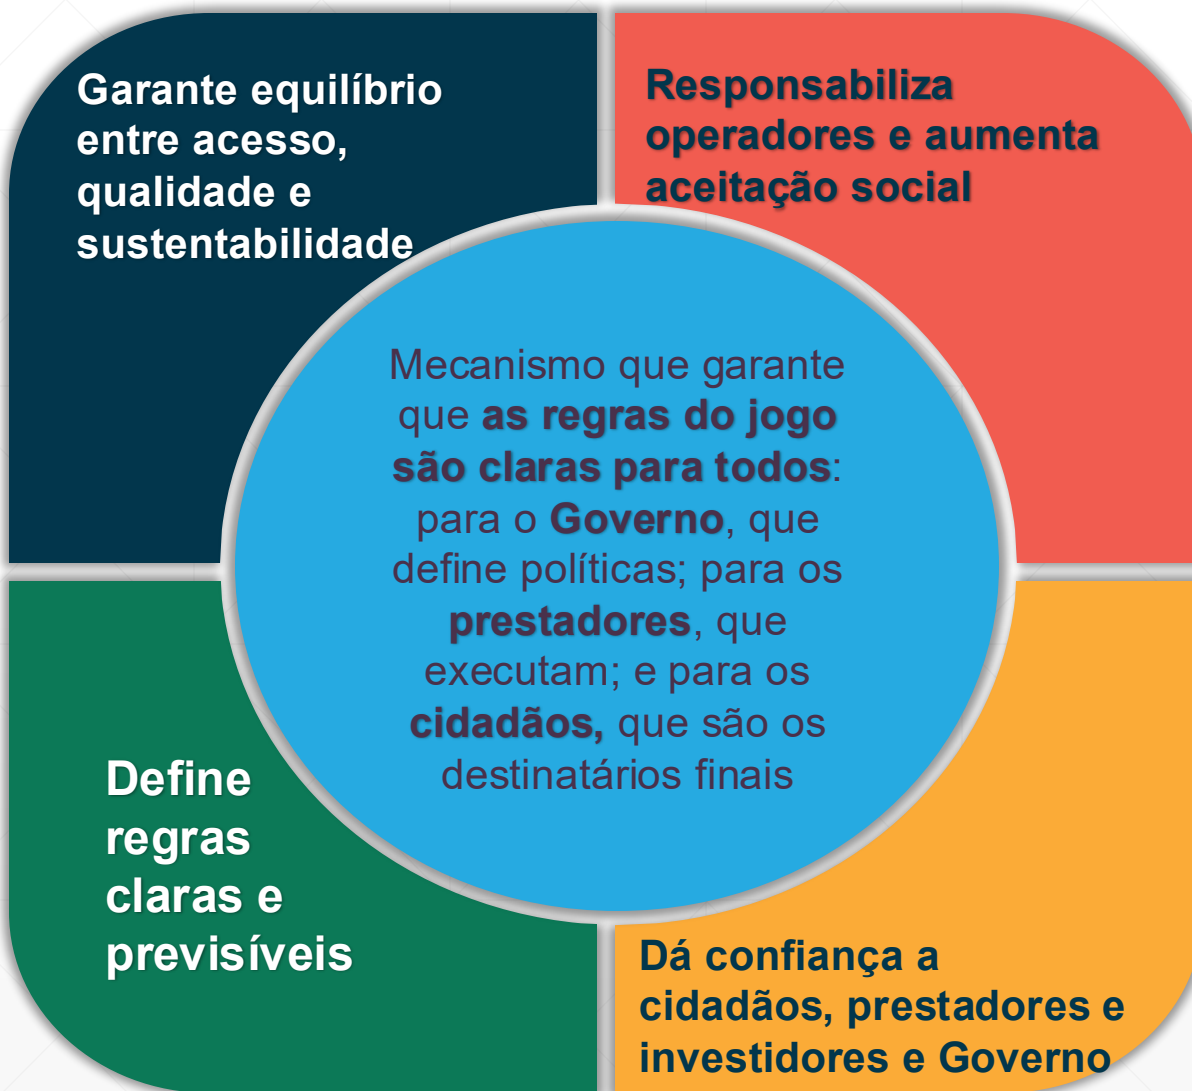 Garante equilíbrio
entre acesso,
qualidade e
sustentabilidade
Responsabiliza
operadores e aumenta
aceitação social
Mecanismo que garante
que as regras do jogo
são claras para todos:
para o Governo, que
define políticas; para os
prestadores, que
executam; e para os
cidadãos, que são os
destinatários finais
Define
regras
claras e
previsíveis
Dá confiança a
cidadãos, prestadores e
investidores e Governo